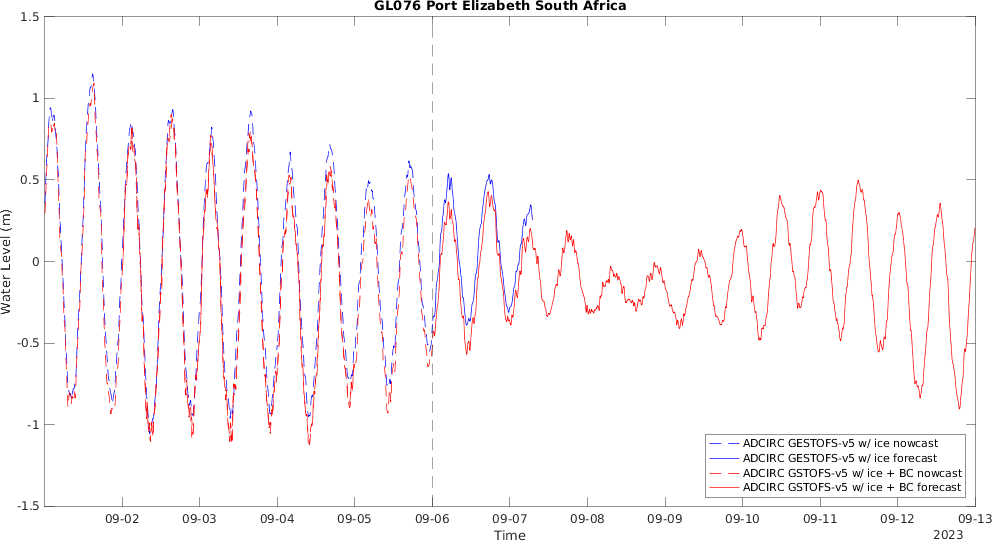 GL076 Port Elizabeth South Africa
1.5
1
0.5
0
-0.5
-1
-1.5
Water Level (m)
09-02 09-03 09-04 09-05 09-06 09-07 09-08 09-09 09-10 09-11 09-12 09-13
Time
2023
ADCIRC GESTOFS-v5 w/ ice nowcast
ADCIRC GESTOFS-v5 w/ ice forecast
ADCIRC GSTOFS-v5 w/ ice + BC nowcast
ADCIRC GSTOFS-v5 w/ ice + BC forecast